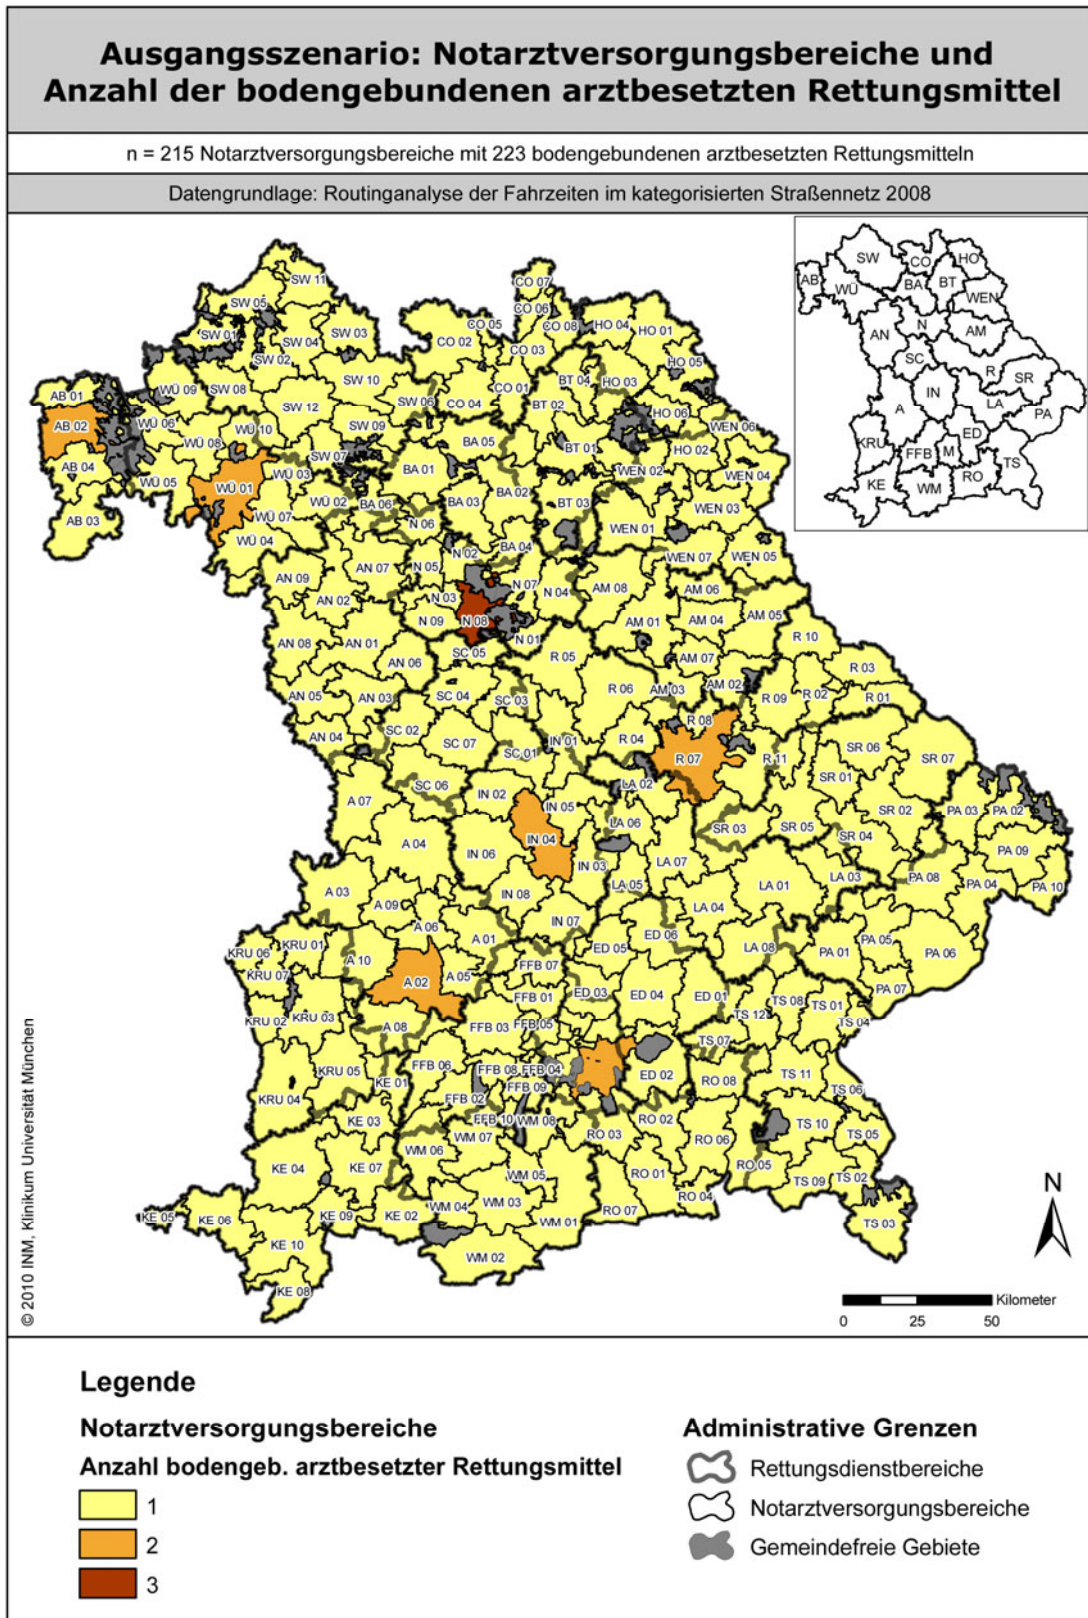 Ausgangsszenario: Notarztversorgungsbereiche und
Anzahl der bodengebundenen arztbesetzten Rettungsmittel
n = 215 Notarztversorgungsbereiche mit 223 bodengebundenen arztbesetzten Rettungsmitteln
Datengrundlage: Routinganalyse der Fahrzeiten im kategorisierten Straßennetz 2008
SW
CO
HO
AB
WÜ
BA
BT
WEN
AN
N
AM
SC
R
SR
IN
LA
PA
A
ED
KRU
FFB
M
TS
KE
WM
RO
SW 11
CO 07
SW 05
CO 06
SW 01
SW 04
SW 03
CO 05
CO 08
HO 04
HO 01
CO 02
CO 03
SW 02
HO 05
AB 01
WÜ 09
SW 08
SW 10
CO 01
BT 04
HO 03
SW 06
CO 04
BT 02
SW 12
HO 06
AB 02
WÜ 06
WÜ 10
SW 09
WEN 06
WÜ 08
BA 05
BT 01
HO 02
SW 07
AB 04
WÜ 03
BA 01
WEN 02
WEN 04
WÜ 05
WÜ 01
BA 02
WÜ 02
BA 06
BA 03
BT 03
WEN 03
AB 03
WÜ 07
N 06
WEN 01
WÜ 04
BA 04
N 02
WEN 07
WEN 05
AN 07
N 05
AN 09
N 07
N 04
AM 08
AM 06
AN 02
N 03
N 09
N 08
AM 01
AM 04
AM 05
AN 08
AN 01
N 01
R 10
SC 05
R 05
AM 07
AN 06
R 03
AN 05
AN 03
SC 04
SC 03
R 06
AM 03
AM 02
R 09
R 02
R 01
R 08
AN 04
SC 02
SC 07
SC 01
IN 01
R 04
R 07
R 11
SR 06
SR 07
SC 06
LA 02
SR 01
A 07
IN 02
IN 05
SR 02
PA 03
PA 02
LA 06
SR 03
SR 05
SR 04
A 04
IN 04
IN 06
IN 03
LA 07
PA 09
LA 05
LA 01
LA 03
PA 08
PA 04
PA 10
A 03
A 09
IN 08
LA 04
IN 07
A 06
A 01
ED 05
ED 06
LA 08
PA 01
PA 05
PA 06
KRU 01
KRU 06
KRU 07
A 10
FFB 07
A 02
A 05
FFB 01
ED 03
ED 04
ED 01
PA 07
KRU 02
KRU 03
TS 08
TS 12
TS 04
A 08
FFB 03
FFB 05
TS 07
FFB 06
FFB 08
FFB 04
ED 02
RO 08
TS 11
KRU 05
KE 01
FFB 09
TS 06
KRU 04
FFB 02
FFB 10
WM 08
RO 02
TS 10
KE 03
WM 07
RO 03
RO 06
TS 05
WM 06
KE 04
KE 07
WM 05
RO 01
RO 05
TS 09
TS 02
WM 04
WM 03
RO 04
KE 05
KE 06
KE 09
KE 02
RO 07
WM 01
TS 03
KE 10
WM 02
KE 08
N
Kilometer
0 25 50
© 2010 INM, Klinikum Universität München
Legende
Notarztversorgungsbereiche
Anzahl bodengeb. arztbesetzter Rettungsmittel
1
2
3
Administrative Grenzen
Rettungsdienstbereiche
Notarztversorgungsbereiche
Gemeindefreie Gebiete